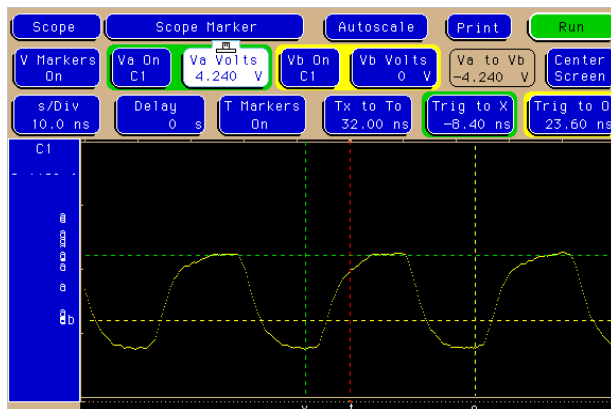 Scope Scope Marker Autoscale Print Run
V Markers Va On Va Volts Vb On Vb Volts Va to Vb Center
On C1 4.240 V C1 0 V -4.240 V Screen
s/Div Delay T Markers Tx to To Trig to X Trig to O
10.0 ns 0 s On 32.00 ns -8.40 ns 23.60 ns
C1
a
a
a
a
b